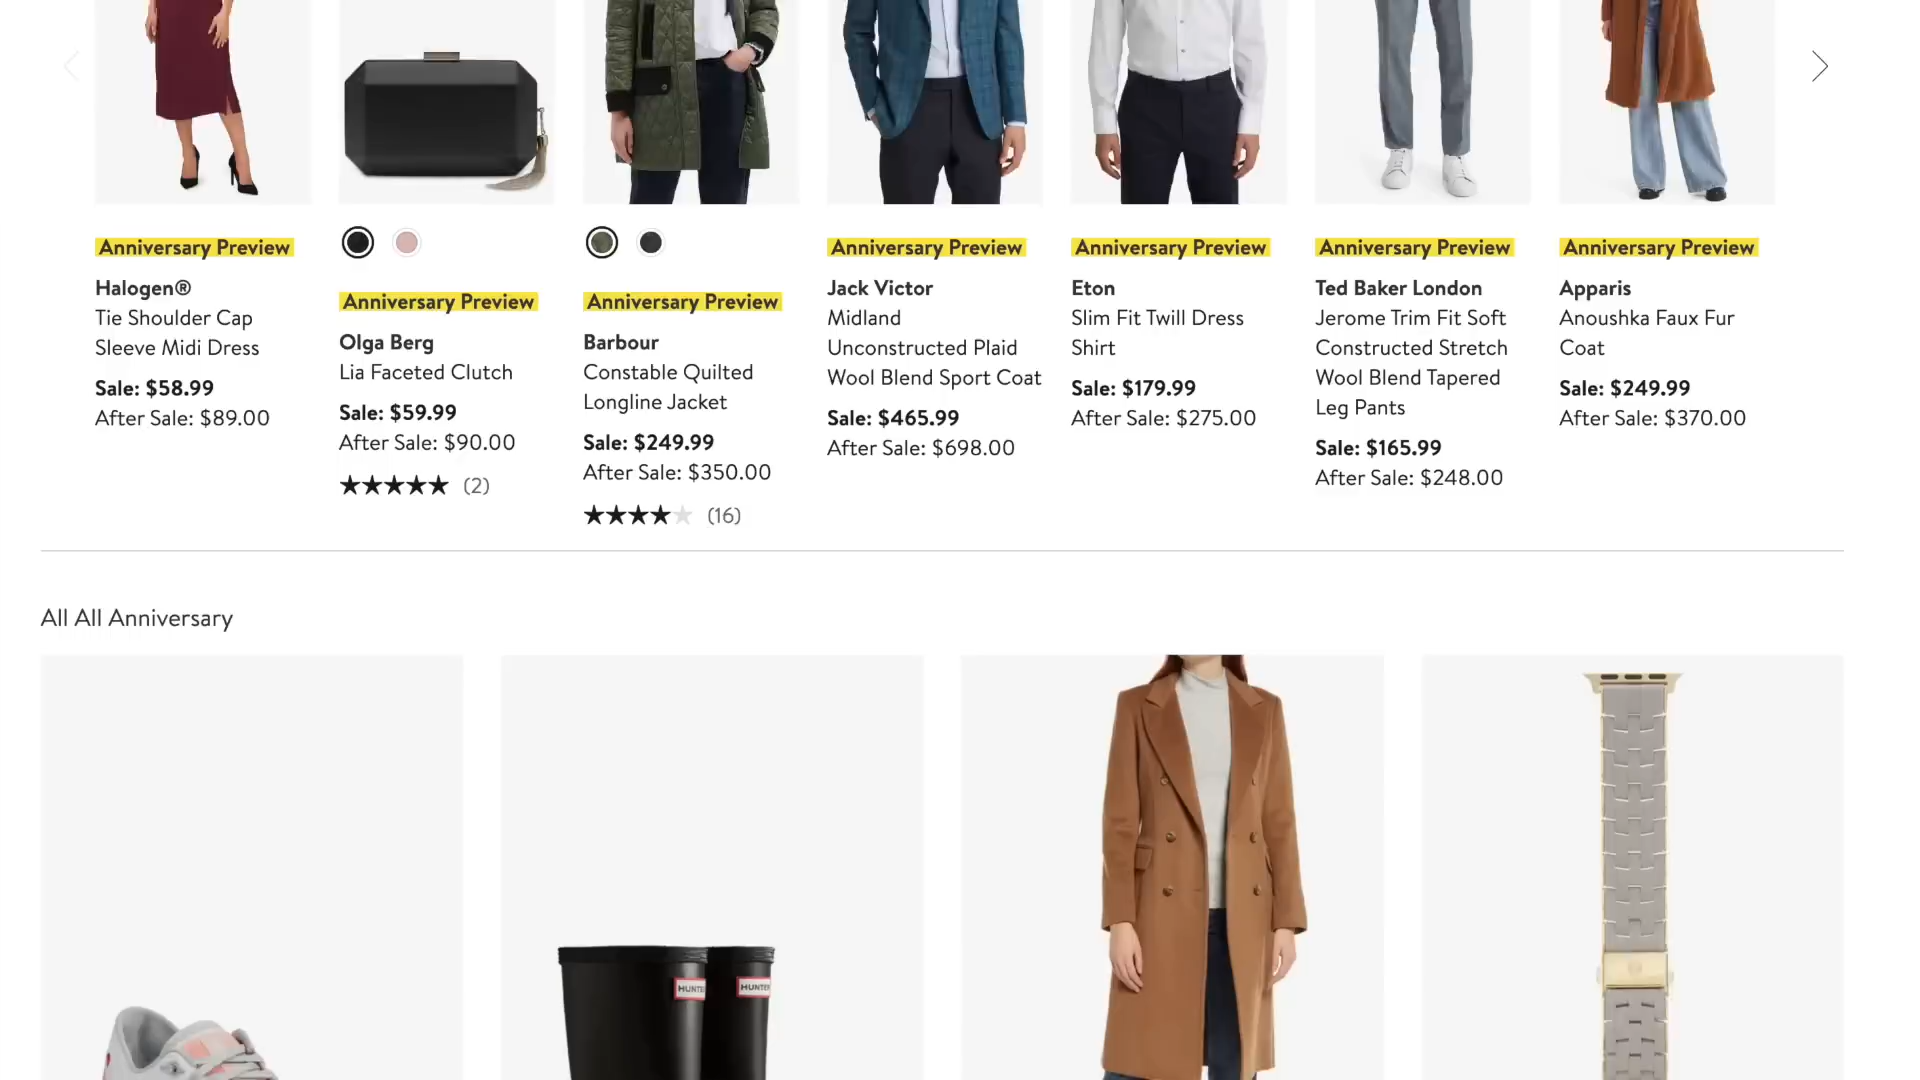 Anniversary Preview
Halogen®
Tie Shoulder Cap
Sleeve Midi Dress
Sale: $58.99
After Sale: $89.00
Anniversary Preview
Olga Berg
Lia Faceted Clutch
Sale: $59.99
After Sale: $90.00
(2)
Anniversary Preview
Barbour
Constable Quilted
Longline Jacket
Sale: $249.99
After Sale: $350.00
(16)
Anniversary Preview
Jack Victor
Midland
Unconstructed Plaid
Wool Blend Sport Coat
Sale: $465.99
After Sale: $698.00
Anniversary Preview
Eton
Slim Fit Twill Dress
Shirt
Sale: $179.99
After Sale: $275.00
Anniversary Preview
Ted Baker London
Jerome Trim Fit Soft
Constructed Stretch
Wool Blend Tapered
Leg Pants
Sale: $165.99
After Sale: $248.00
Anniversary Preview
Apparis
Anoushka Faux Fur
Coat
Sale: $249.99
After Sale: $370.00
All All Anniversary
HUNTE
HUNTER